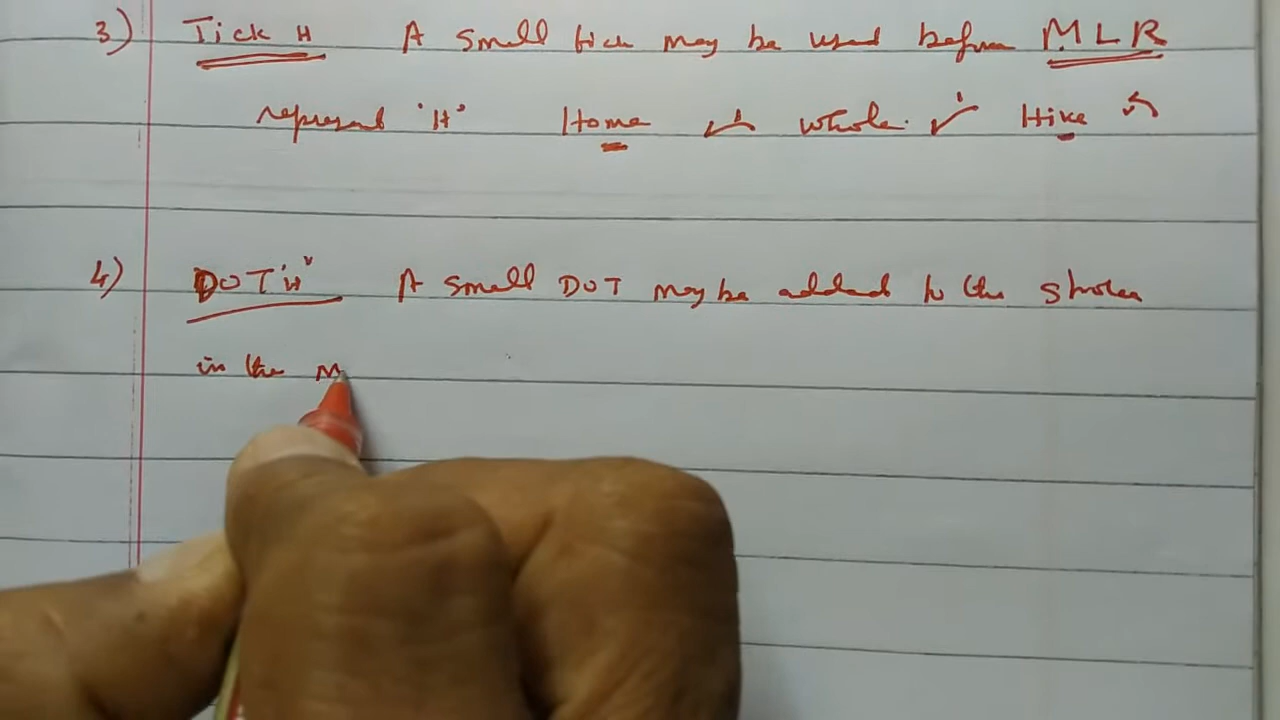 3) Tick H A small tick may be used before MLR
represent 'H' Home whole. Hike
4) DOT 'H' A small DOT may be added to the stroke
in the M